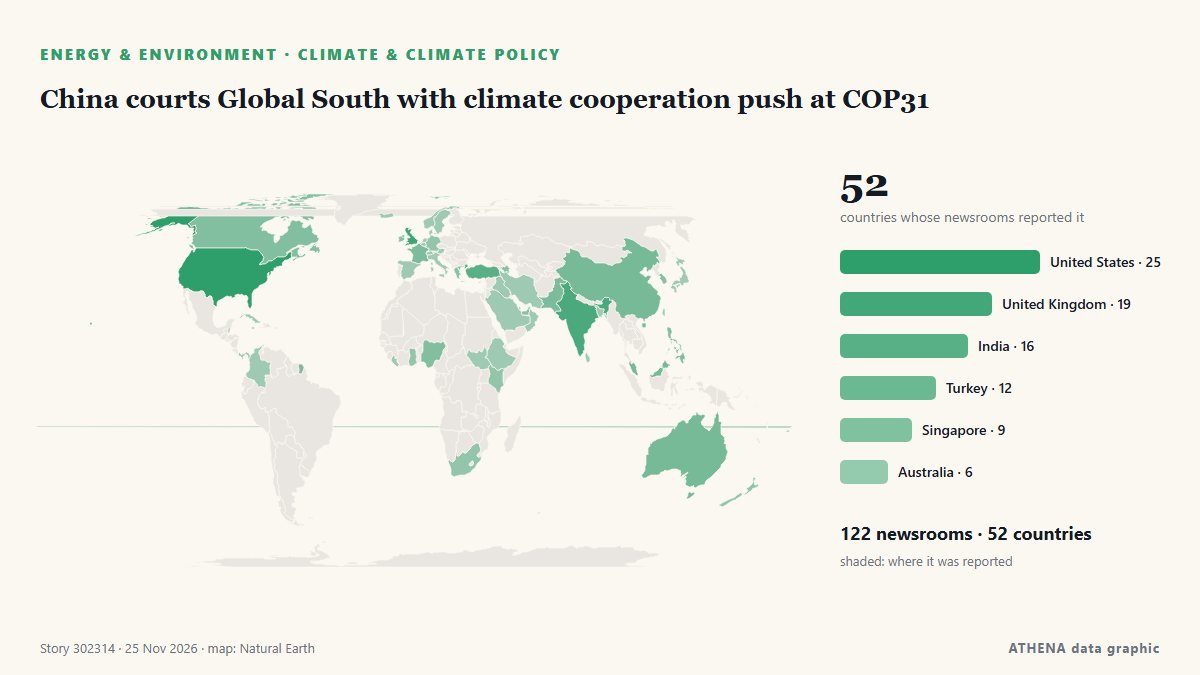 ENERGY & ENVIRONMENT · CLIMATE & CLIMATE POLICY
China courts Global South with climate cooperation push at COP31
52
countries whose newsrooms reported it
United States · 25
United Kingdom · 19
India · 16
Turkey · 12
Singapore · 9
Australia · 6
122 newsrooms · 52 countries
shaded: where it was reported
Story 302314 · 25 Nov 2026 · map: Natural Earth
ATHENA data graphic